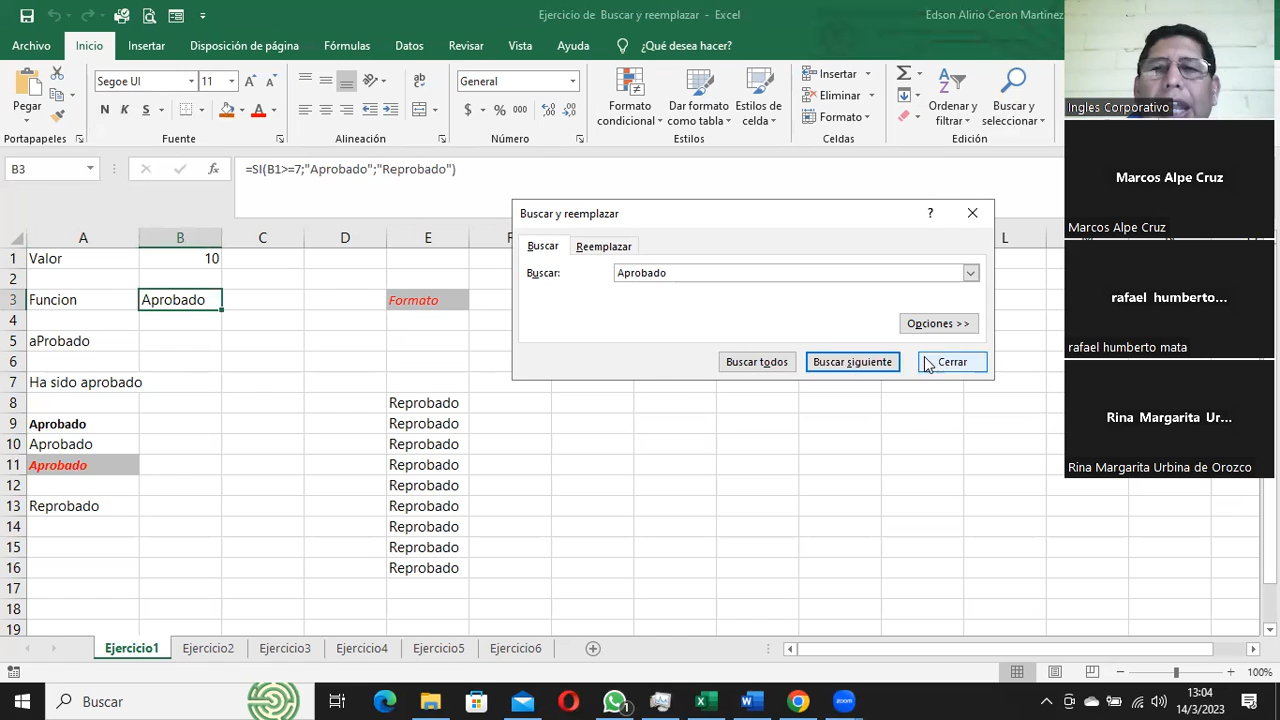 Ejercicio de Buscar y reemplazar - Excel
Edson Alirio Ceron Martinez
Archivo Inicio Insertar Disposición de página Fórmulas Datos Revisar Vista Ayuda ¿Qué desea hacer?
Pegar
Segoe UI 11
N K S
General
$ % 000
Formato condicional
Dar formato como tabla
Estilos de celda
Insertar
Eliminar
Formato
Ordenar y filtrar
Buscar y seleccionar
Portapapeles Fuente Alineación Número Estilos Celdas Edición
B3 fx =SI(B1>=7;"Aprobado";"Reprobado")
A B C D E F L
1 Valor 10
2
3 Funcion Aprobado Formato
4
5 aProbado
6
7 Ha sido aprobado
8 Reprobado
9 Aprobado Reprobado
10 Aprobado Reprobado
11 Aprobado Reprobado
12 Reprobado
13 Reprobado Reprobado
14 Reprobado
15 Reprobado
16 Reprobado
17
18
19
Buscar y reemplazar ?
Buscar Reemplazar
Buscar: Aprobado
Opciones >>
Buscar todos Buscar siguiente Cerrar
Ingles Corporativo
Marcos Alpe Cruz
Marcos Alpe Cruz
rafael humberto...
rafael humberto mata
Rina Margarita Ur...
Rina Margarita Urbina de Orozco
Ejercicio1 Ejercicio2 Ejercicio3 Ejercicio4 Ejercicio5 Ejercicio6
100%
Buscar
1
zoom
13:04
14/3/2023